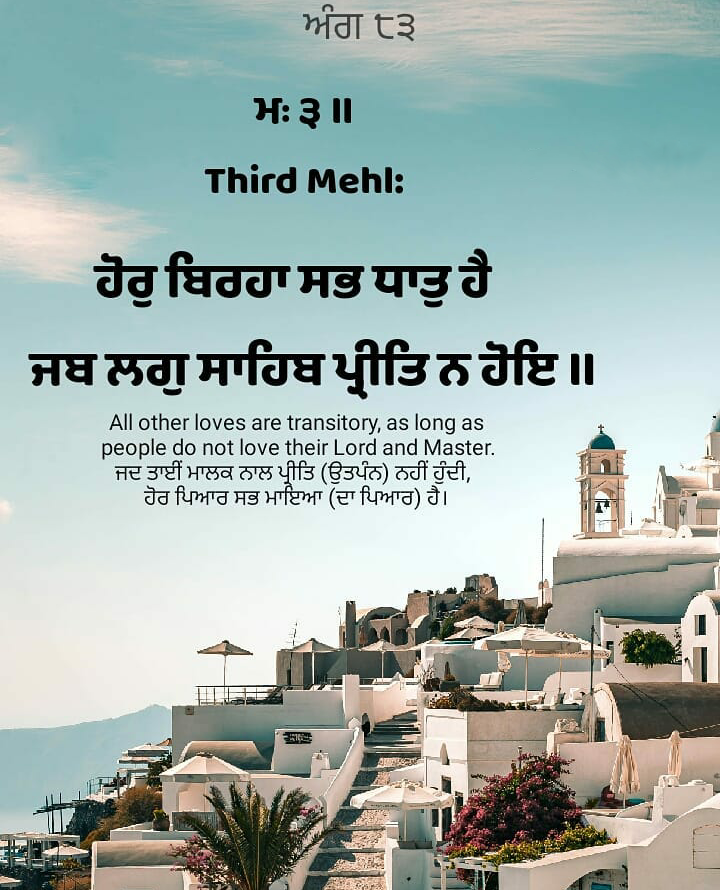 ਅੰਗ ੮੩
ਮਃ ੩ ॥
Third Mehl:
ਹੋਰੁ ਬਿਰਹਾ ਸਭ ਧਾਤੁ ਹੈ
ਜਬ ਲਗੁ ਸਾਹਿਬ ਪ੍ਰੀਤਿ ਨ ਹੋਇ ॥
All other loves are transitory, as long as
people do not love their Lord and Master.
ਜਦ ਤਾਈਂ ਮਾਲਕ ਨਾਲ ਪ੍ਰੀਤਿ (ਉਤਪੰਨ) ਨਹੀਂ ਹੁੰਦੀ,
ਹੋਰ ਪਿਆਰ ਸਭ ਮਾਇਆ (ਦਾ ਪਿਆਰ) ਹੈ।